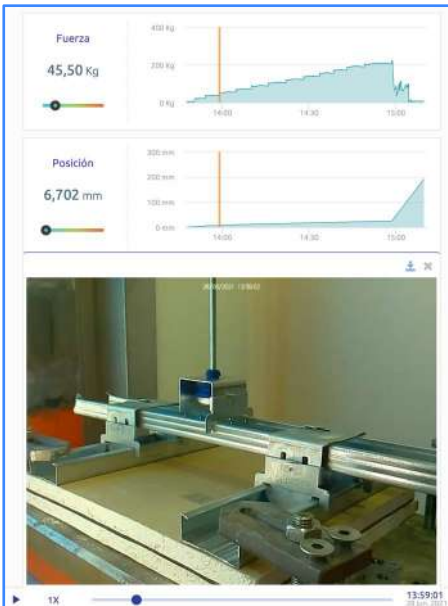 Fuerza
45,50 Kg
400 Kg
200 Kg
0 Kg
14:00
14:30
15:00
Posición
6,702 mm
300 mm
200 mm
100 mm
0 mm
14:00
14:30
15:00
1X
13:59:01